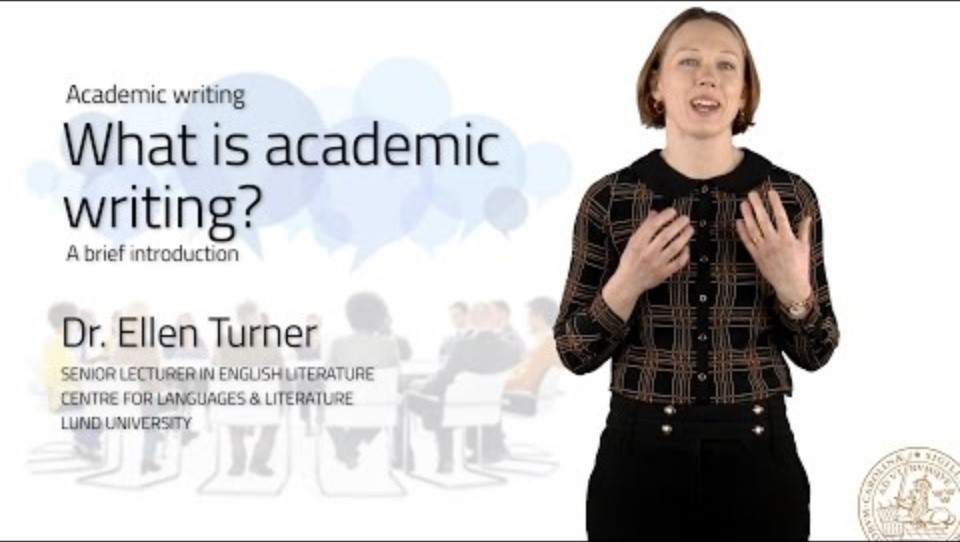 Academic writing
What is academic
writing?
A brief introduction
Dr. Ellen Turner
SENIOR LECTURER IN ENGLISH LITERATURE
CENTRE FOR LANGUAGES & LITERATURE
LUND UNIVERSITY